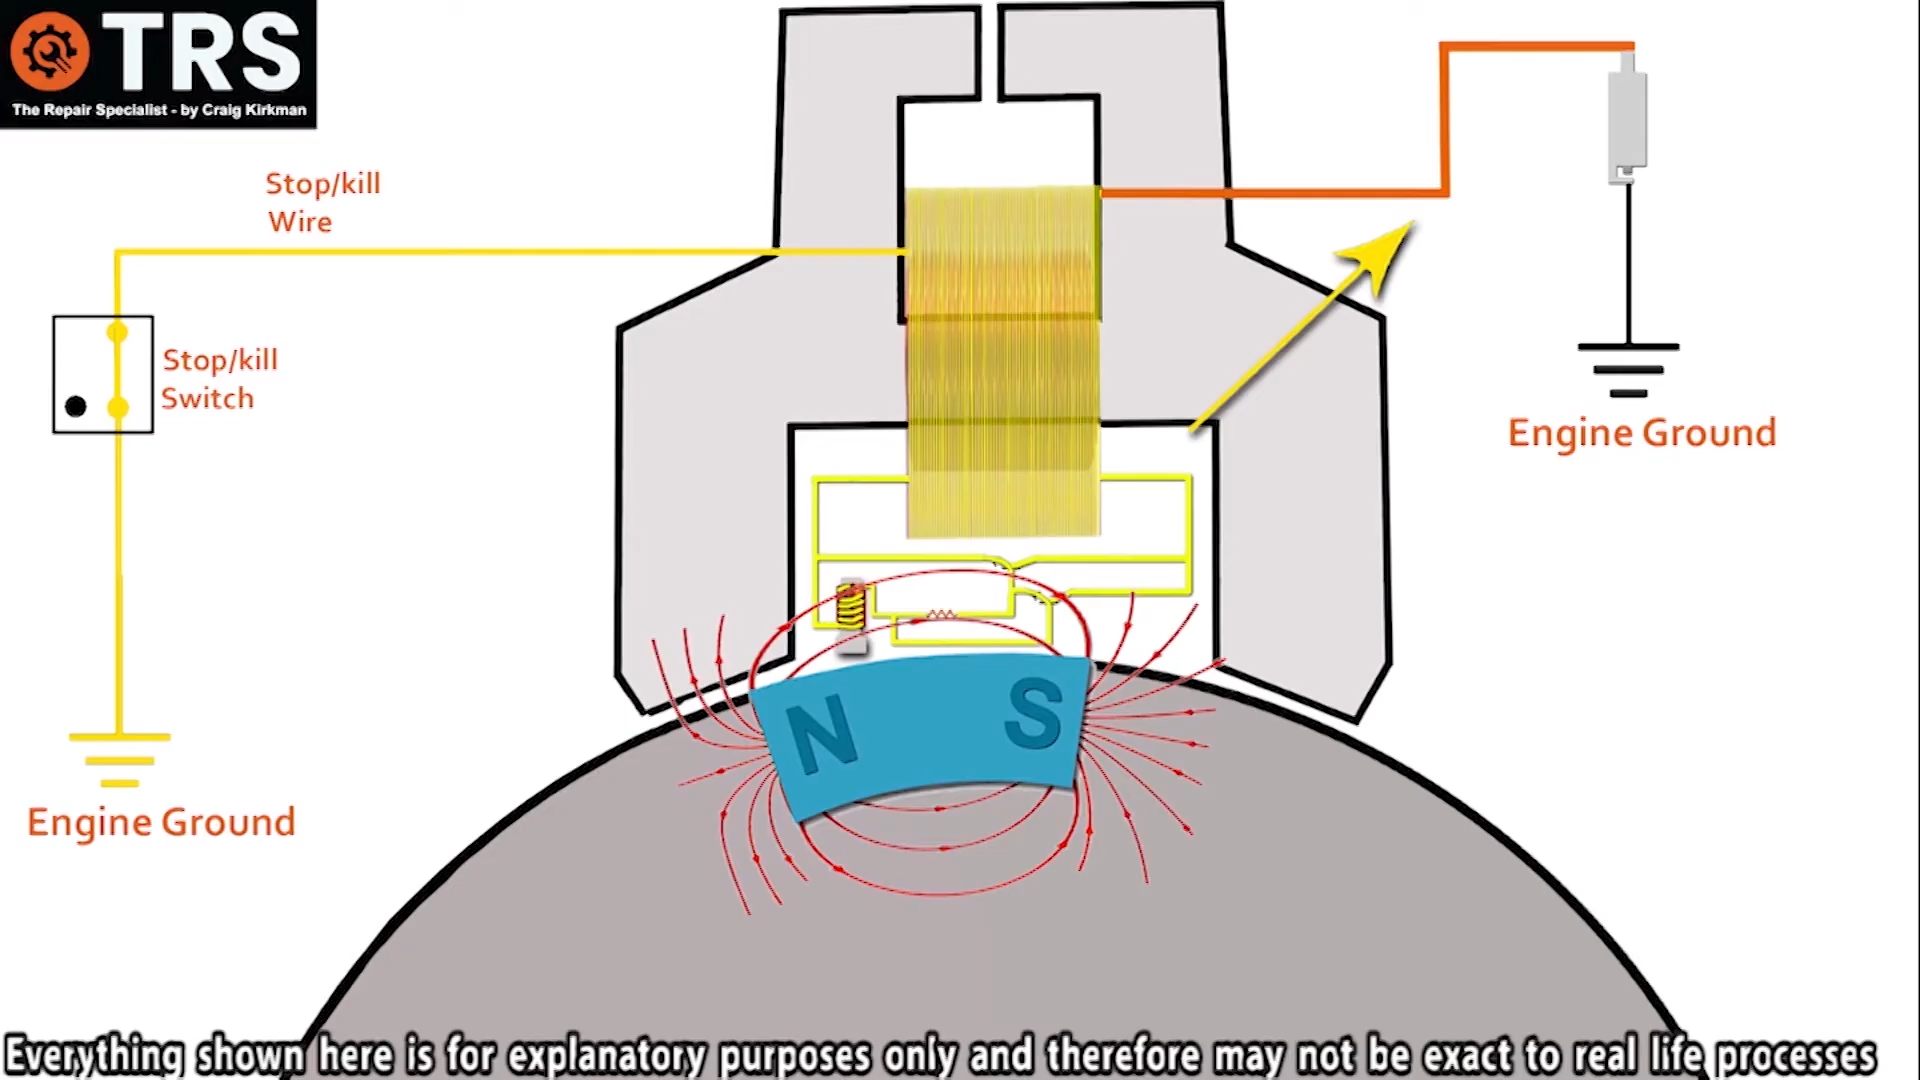 TRS
The Repair Specialist - by Craig Kirkman
Stop/kill
Wire
Stop/kill
Switch
Engine Ground
Engine Ground
N S
Everything shown here is for explanatory purposes only and therefore may not be exact to real life processes